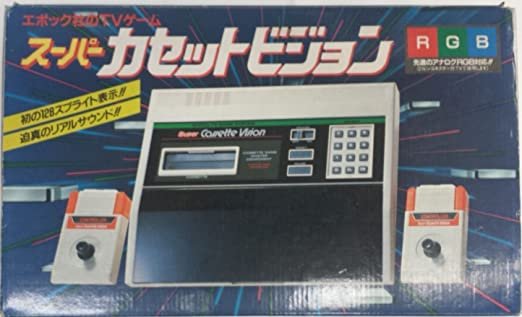 エポック社のTVゲーム
スーパー カセットビジョン
R G B
先進のアナログRGB対応!!
初の128スプライト表示!!
迫真のリアルサウンド!!
Super Cassette Vision
CASSETTE
CONTROLLER
CONTROLLER